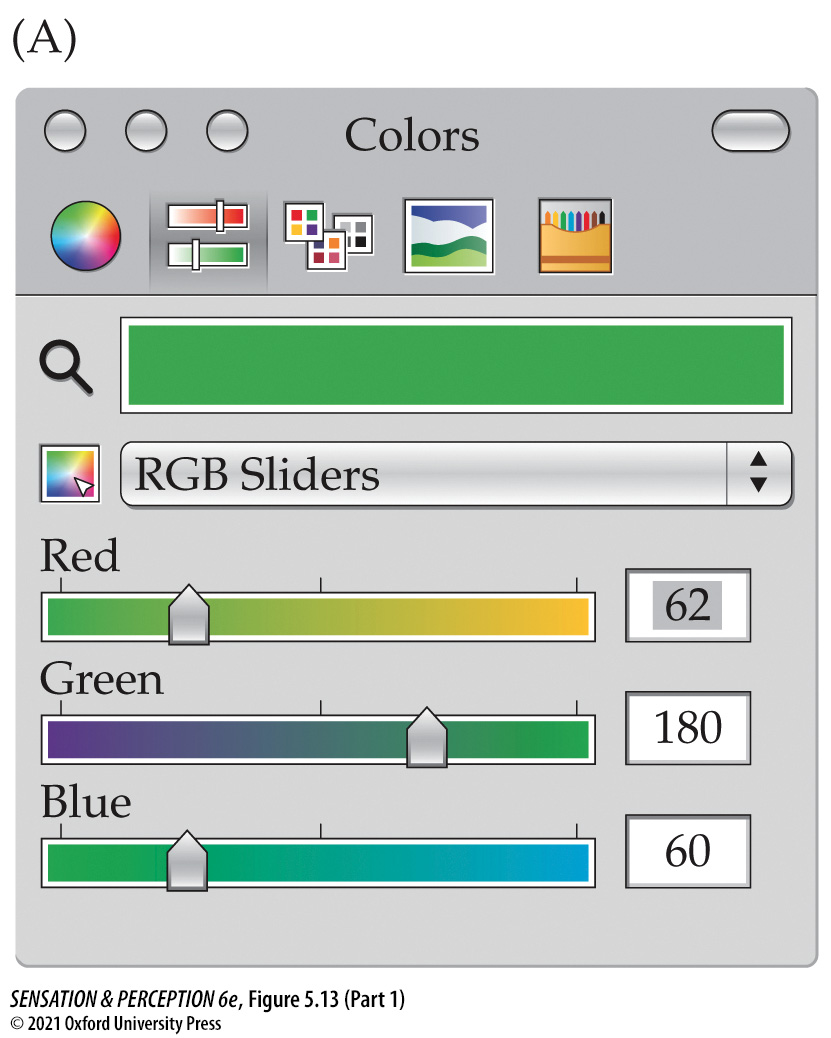 (A)
Colors
RGB Sliders
Red
62
Green
180
Blue
60
SENSATION & PERCEPTION 6e, Figure 5.13 (Part 1)
© 2021 Oxford University Press